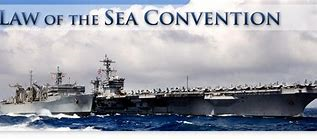 LAW OF THE SEA CONVENTION